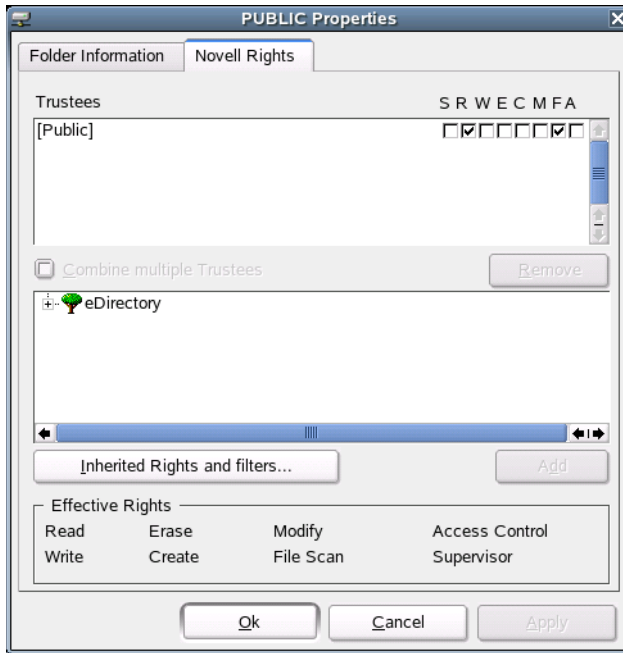 PUBLIC Properties
Folder Information Novell Rights
Trustees S R W E C M F A
[Public]
Combine multiple Trustees Remove
eDirectory
Inherited Rights and filters... Add
Effective Rights
Read Erase Modify Access Control
Write Create File Scan Supervisor
Ok Cancel Apply